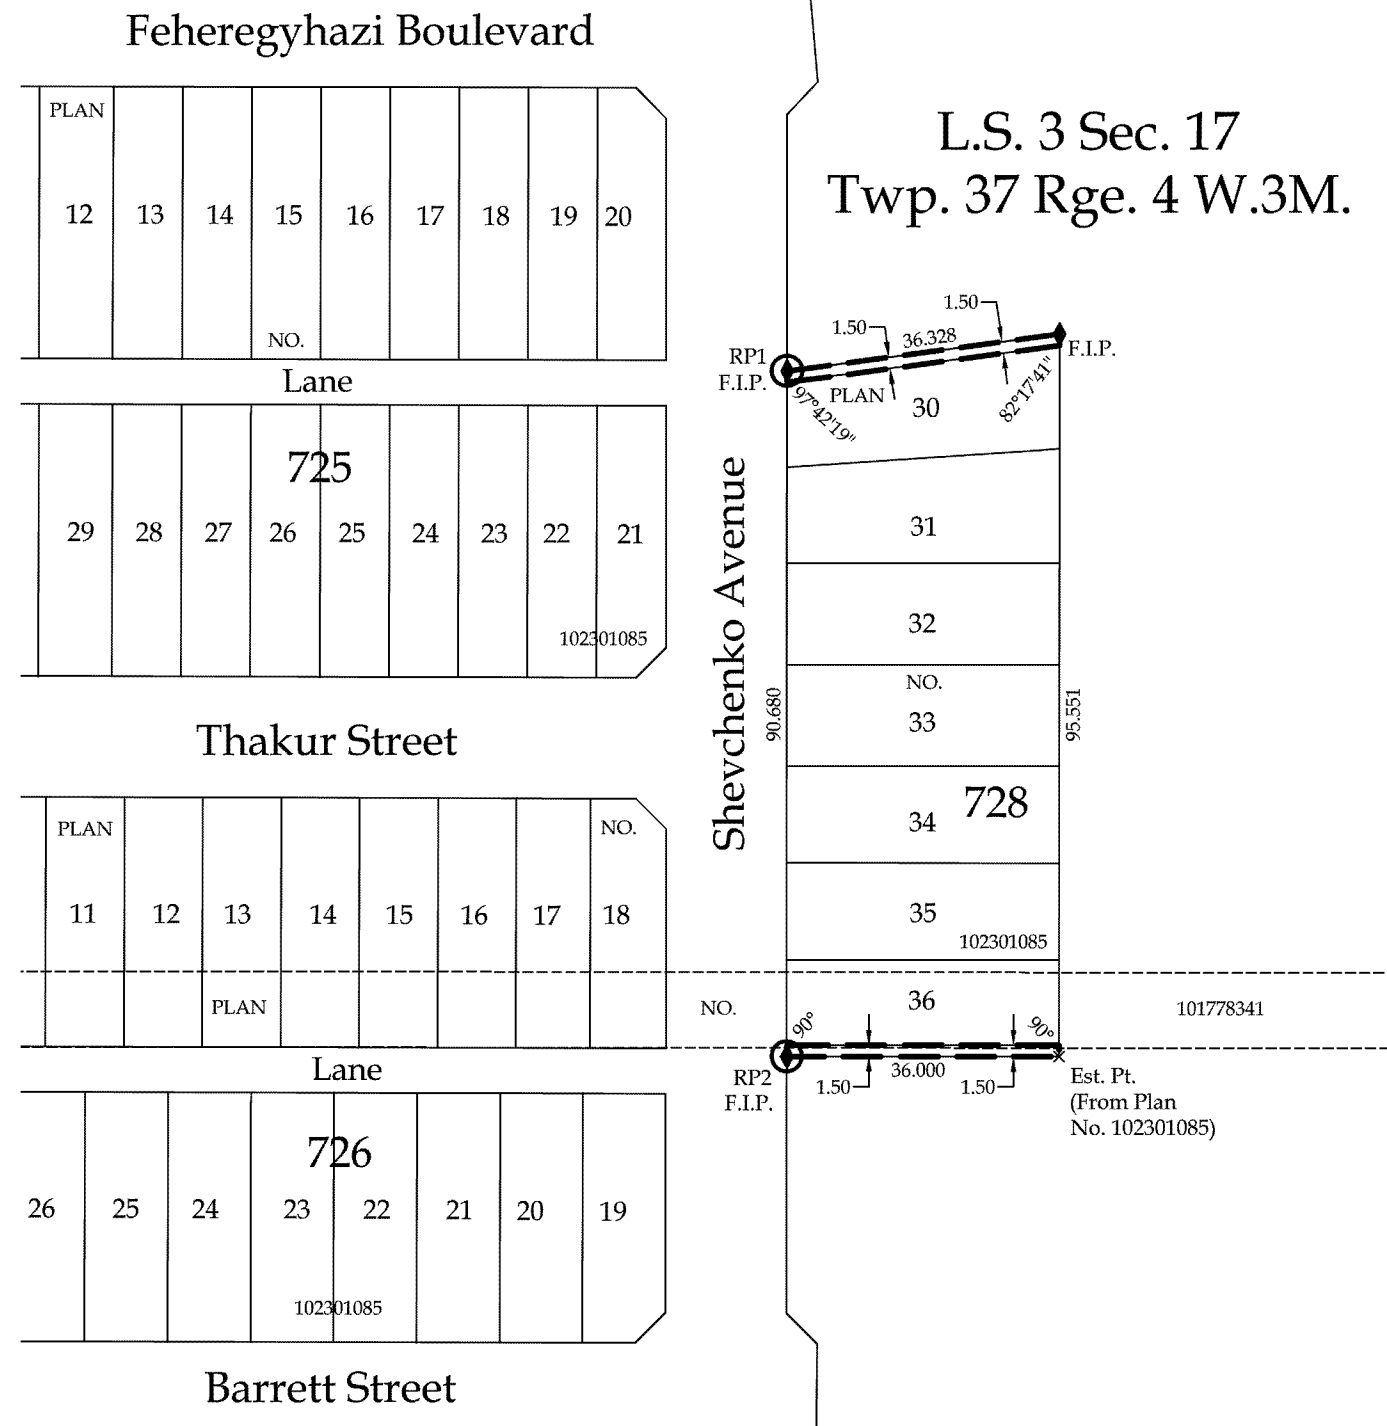 Feheregyhazi Boulevard
PLAN
L.S. 3 Sec. 17
Twp. 37 Rge. 4 W.3M.
12 13 14 15 16 17 18 19 20
NO.
Lane
725
29 28 27 26 25 24 23 22 21
102301085
Thakur Street
PLAN NO.
11 12 13 14 15 16 17 18
PLAN NO. 101778341
Lane
726
26 25 24 23 22 21 20 19
102301085
Barrett Street
Shevchenko Avenue
1.50
1.50
36.328
RP1
F.I.P.
F.I.P.
97°42'19"
PLAN
82°17'41"
30
31
32
NO.
33
90.680
95.551
728
34
35
102301085
36
90°
90°
RP2
F.I.P.
1.50
36.000
1.50
Est. Pt.
(From Plan
No. 102301085)